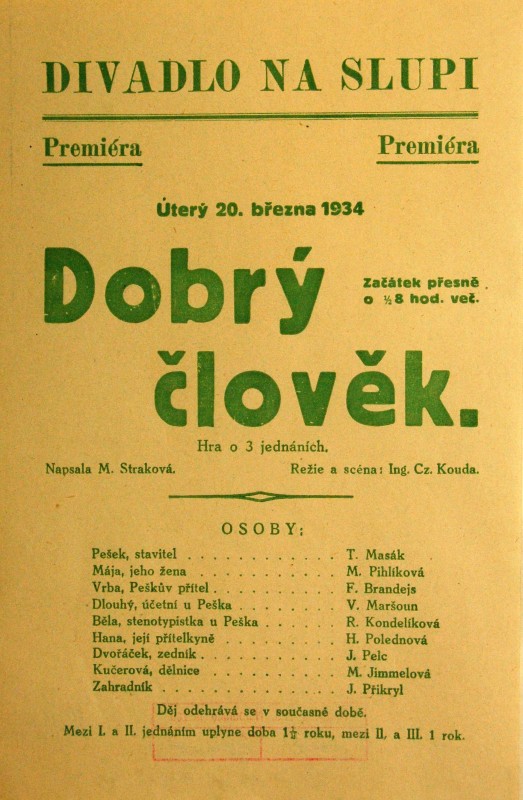 DIVADLO NA SLUPI
Premiéra Premiéra
Úterý 20. března 1934
Dobrý
Začátek přesně
o ½8 hod. več.
člověk.
Hra o 3 jednáních.
Napsala M. Straková. Režie a scéna: Ing. Cz. Kouda.
OSOBY:
Pešek, stavitel . . . . . . . . . . . . T. Masák
Mája, jeho žena . . . . . . . . . . . M. Pihlíková
Vrba, Peškův přítel . . . . . . . . . . F. Brandejs
Dlouhý, účetní u Peška . . . . . . . . V. Maršoun
Běla, stenotypistka u Peška . . . . . . R. Kondelíková
Hana, její přítelkyně . . . . . . . . . H. Polednová
Dvořáček, zedník . . . . . . . . . . . J. Pelc
Kučerová, dělnice . . . . . . . . . . M. Jimmelová
Zahradník . . . . . . . . . . . . . . J. Přikryl
Děj odehrává se v současné době.
Mezi I. a II. jednáním uplyne doba 1½ roku, mezi II. a III. 1 rok.